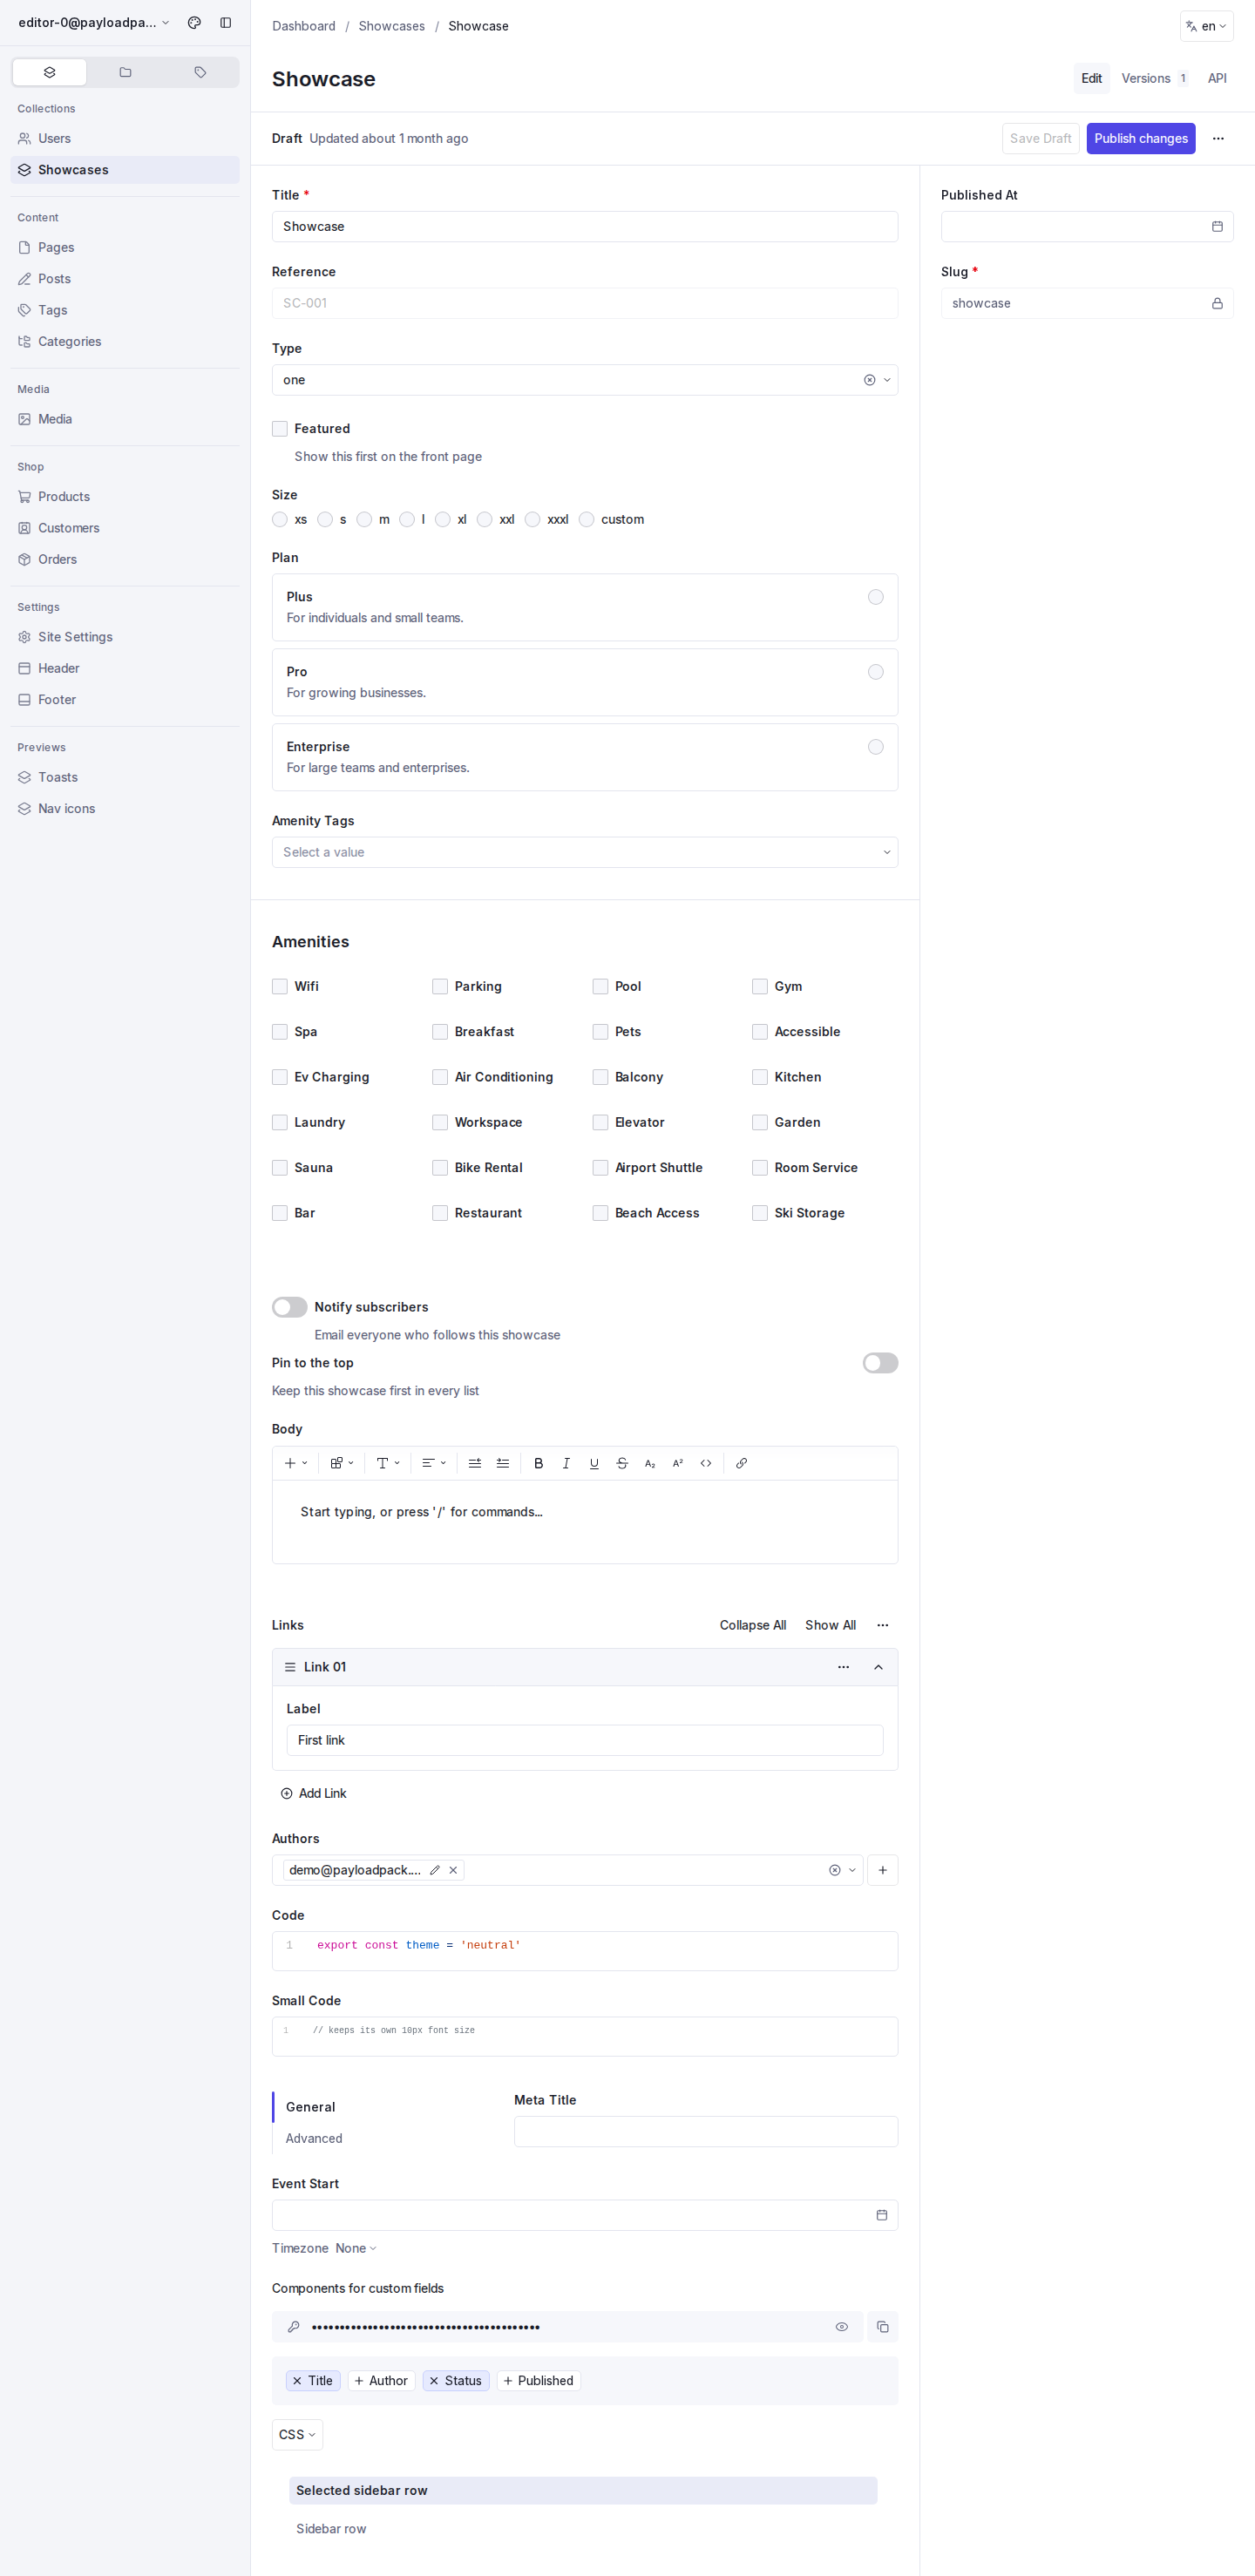 editor-0@payloadpa...
Collections
Users
Showcases
Content
Pages
Posts
Tags
Categories
Media
Media
Shop
Products
Customers
Orders
Settings
Site Settings
Header
Footer
Previews
Toasts
Nav icons
Dashboard / Showcases / Showcase
en
Showcase
Edit Versions 1 API
Draft Updated about 1 month ago
Save Draft Publish changes
Title *
Showcase
Reference
SC-001
Type
one
Featured
Show this first on the front page
Size
xs s m l xl xxl xxxl custom
Plan
Plus
For individuals and small teams.
Pro
For growing businesses.
Enterprise
For large teams and enterprises.
Amenity Tags
Select a value
Amenities
Wifi Parking Pool Gym
Spa Breakfast Pets Accessible
Ev Charging Air Conditioning Balcony Kitchen
Laundry Workspace Elevator Garden
Sauna Bike Rental Airport Shuttle Room Service
Bar Restaurant Beach Access Ski Storage
Notify subscribers
Email everyone who follows this showcase
Pin to the top
Keep this showcase first in every list
Body
Start typing, or press '/' for commands...
Links
Collapse All Show All
Link 01
Label
First link
Add Link
Authors
demo@payloadpack....
Code
1 export const theme = 'neutral'
Small Code
1 // keeps its own 10px font size
General
Advanced
Meta Title
Event Start
Timezone None
Components for custom fields
Title Author Status Published
CSS
Selected sidebar row
Sidebar row
Published At
Slug *
showcase